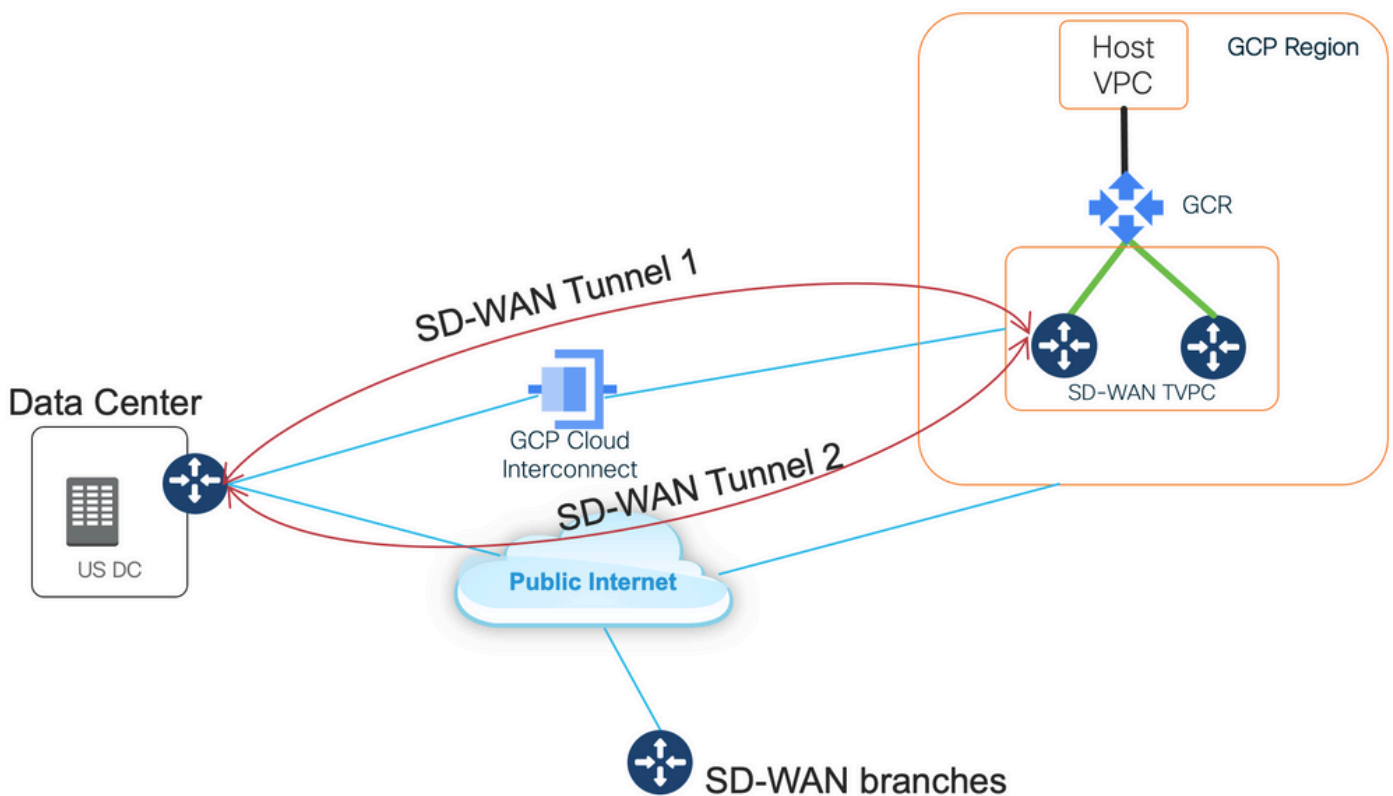 Host
VPC
GCP Region
GCR
SD-WAN Tunnel 1
SD-WAN TVPC
Data Center
GCP Cloud
Interconnect
SD-WAN Tunnel 2
US DC
Public Internet
SD-WAN branches